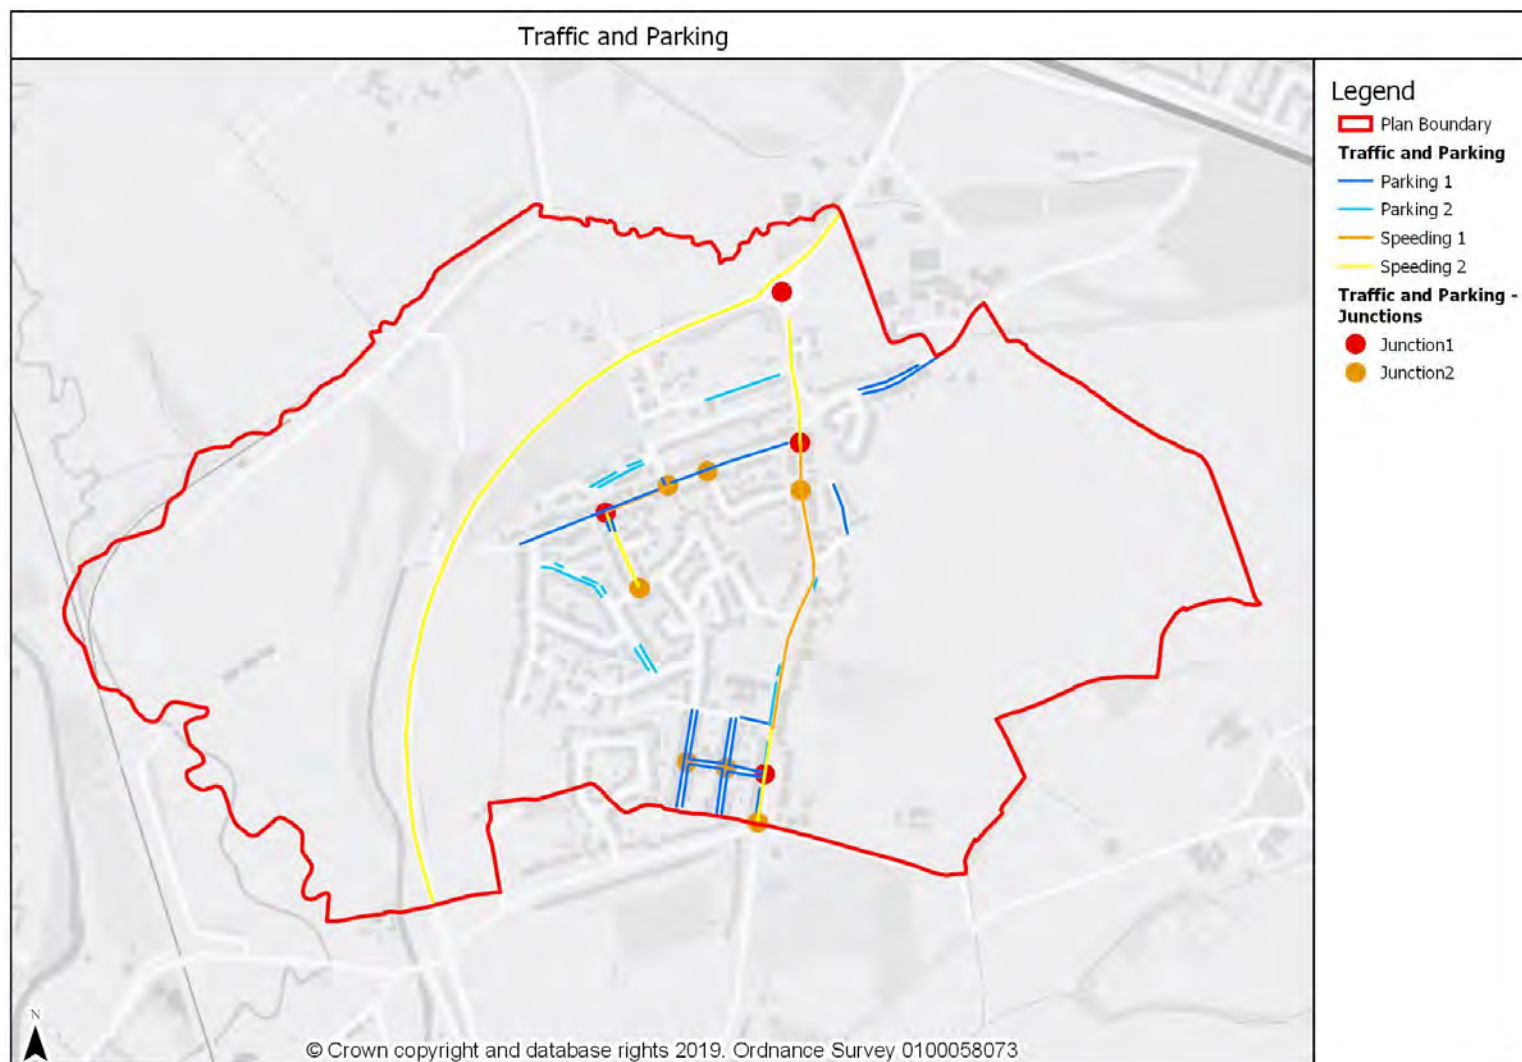 Traffic and Parking
Legend
Plan Boundary
Traffic and Parking
Parking 1
Parking 2
Speeding 1
Speeding 2
Traffic and Parking -
Junctions
Junction1
Junction2
N
© Crown copyright and database rights 2019. Ordnance Survey 0100058073